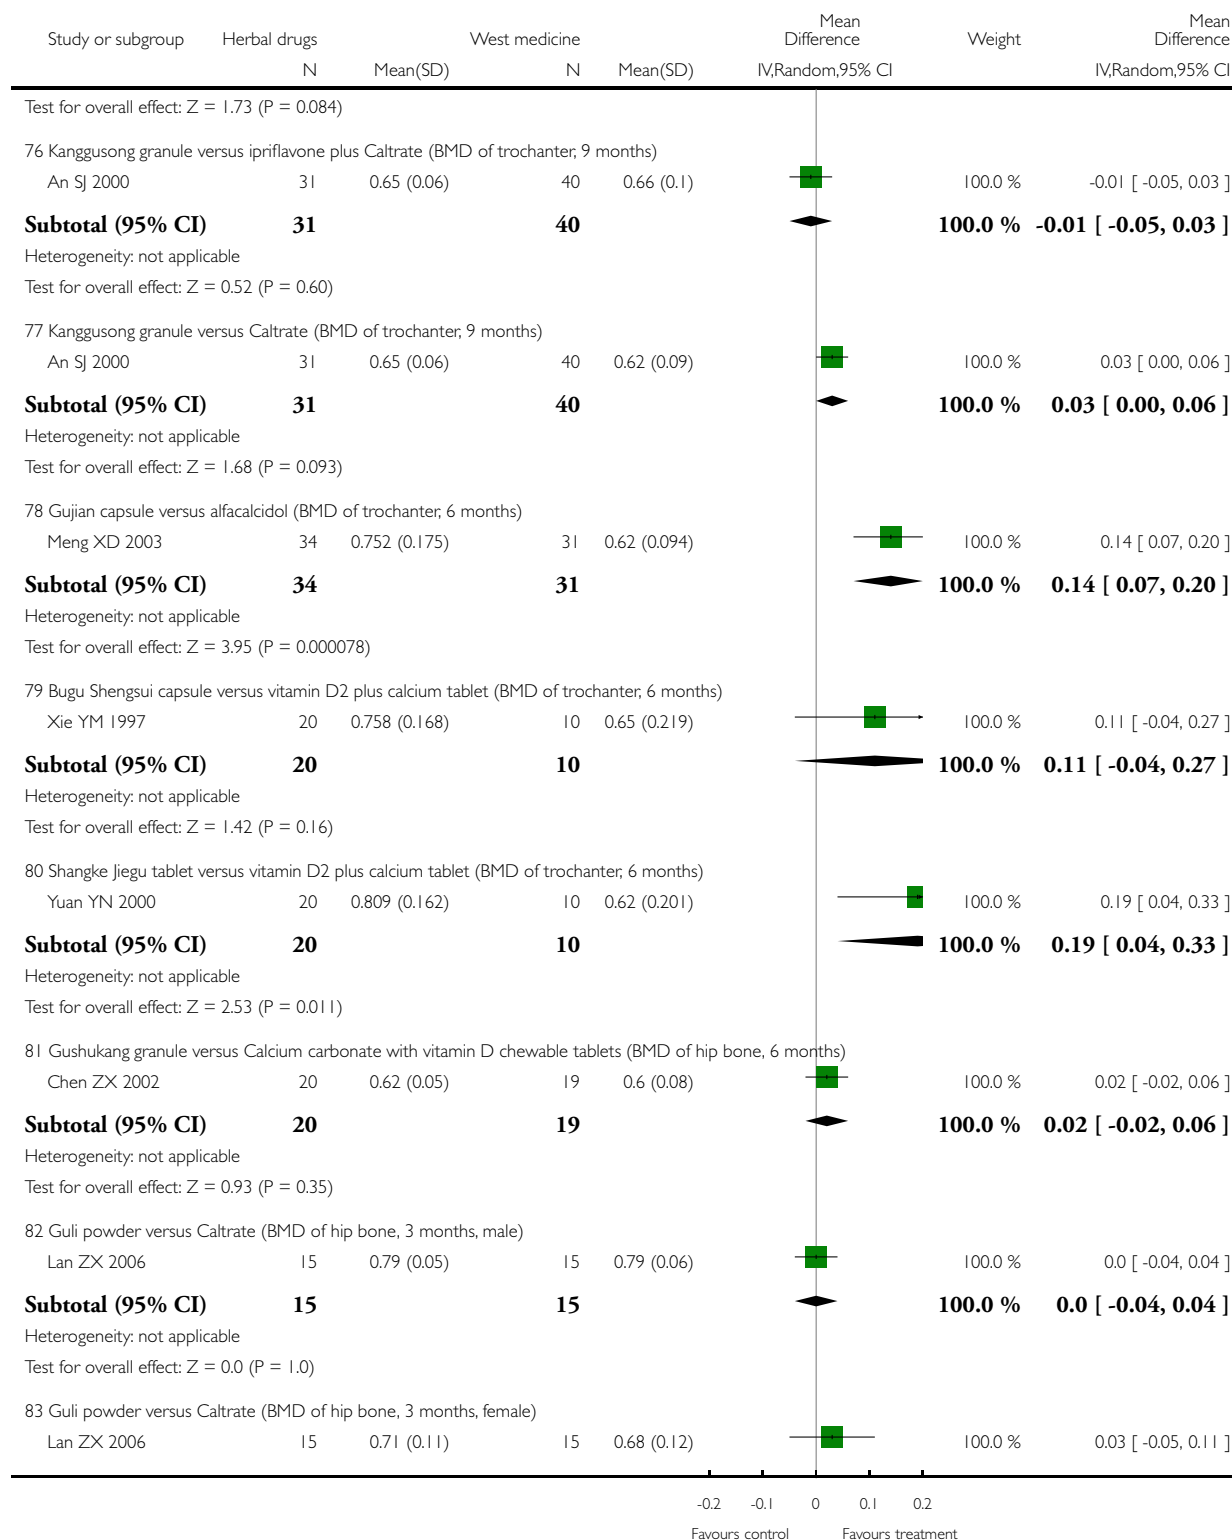 Study or subgroup Herbal drugs West medicine Mean Difference Weight Mean Difference
N Mean(SD) N Mean(SD) IV,Random,95% CI IV,Random,95% CI
Test for overall effect: Z = 1.73 (P = 0.084)
76 Kanggusong granule versus ipriflavone plus Caltrate (BMD of trochanter, 9 months)
An SJ 2000 31 0.65 (0.06) 40 0.66 (0.1) 100.0 % -0.01 [ -0.05, 0.03 ]
Subtotal (95% CI) 31 40 100.0 % -0.01 [ -0.05, 0.03 ]
Heterogeneity: not applicable
Test for overall effect: Z = 0.52 (P = 0.60)
77 Kanggusong granule versus Caltrate (BMD of trochanter, 9 months)
An SJ 2000 31 0.65 (0.06) 40 0.62 (0.09) 100.0 % 0.03 [ 0.00, 0.06 ]
Subtotal (95% CI) 31 40 100.0 % 0.03 [ 0.00, 0.06 ]
Heterogeneity: not applicable
Test for overall effect: Z = 1.68 (P = 0.093)
78 Gujian capsule versus alfacalcidol (BMD of trochanter, 6 months)
Meng XD 2003 34 0.752 (0.175) 31 0.62 (0.094) 100.0 % 0.14 [ 0.07, 0.20 ]
Subtotal (95% CI) 34 31 100.0 % 0.14 [ 0.07, 0.20 ]
Heterogeneity: not applicable
Test for overall effect: Z = 3.95 (P = 0.000078)
79 Bugu Shengsui capsule versus vitamin D2 plus calcium tablet (BMD of trochanter, 6 months)
Xie YM 1997 20 0.758 (0.168) 10 0.65 (0.219) 100.0 % 0.11 [ -0.04, 0.27 ]
Subtotal (95% CI) 20 10 100.0 % 0.11 [ -0.04, 0.27 ]
Heterogeneity: not applicable
Test for overall effect: Z = 1.42 (P = 0.16)
80 Shangke Jiegu tablet versus vitamin D2 plus calcium tablet (BMD of trochanter, 6 months)
Yuan YN 2000 20 0.809 (0.162) 10 0.62 (0.201) 100.0 % 0.19 [ 0.04, 0.33 ]
Subtotal (95% CI) 20 10 100.0 % 0.19 [ 0.04, 0.33 ]
Heterogeneity: not applicable
Test for overall effect: Z = 2.53 (P = 0.011)
81 Gushukang granule versus Calcium carbonate with vitamin D chewable tablets (BMD of hip bone, 6 months)
Chen ZX 2002 20 0.62 (0.05) 19 0.6 (0.08) 100.0 % 0.02 [ -0.02, 0.06 ]
Subtotal (95% CI) 20 19 100.0 % 0.02 [ -0.02, 0.06 ]
Heterogeneity: not applicable
Test for overall effect: Z = 0.93 (P = 0.35)
82 Guli powder versus Caltrate (BMD of hip bone, 3 months, male)
Lan ZX 2006 15 0.79 (0.05) 15 0.79 (0.06) 100.0 % 0.0 [ -0.04, 0.04 ]
Subtotal (95% CI) 15 15 100.0 % 0.0 [ -0.04, 0.04 ]
Heterogeneity: not applicable
Test for overall effect: Z = 0.0 (P = 1.0)
83 Guli powder versus Caltrate (BMD of hip bone, 3 months, female)
Lan ZX 2006 15 0.71 (0.11) 15 0.68 (0.12) 100.0 % 0.03 [ -0.05, 0.11 ]
-0.2 -0.1 0 0.1 0.2
Favours control Favours treatment